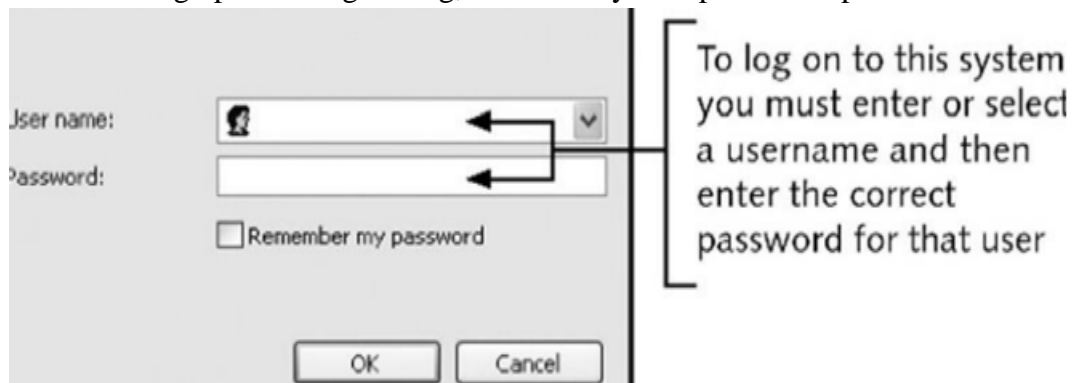 User name:
Password:
Remember my password
OK
Cancel
To log on to this system
you must enter or select
a username and then
enter the correct
password for that user